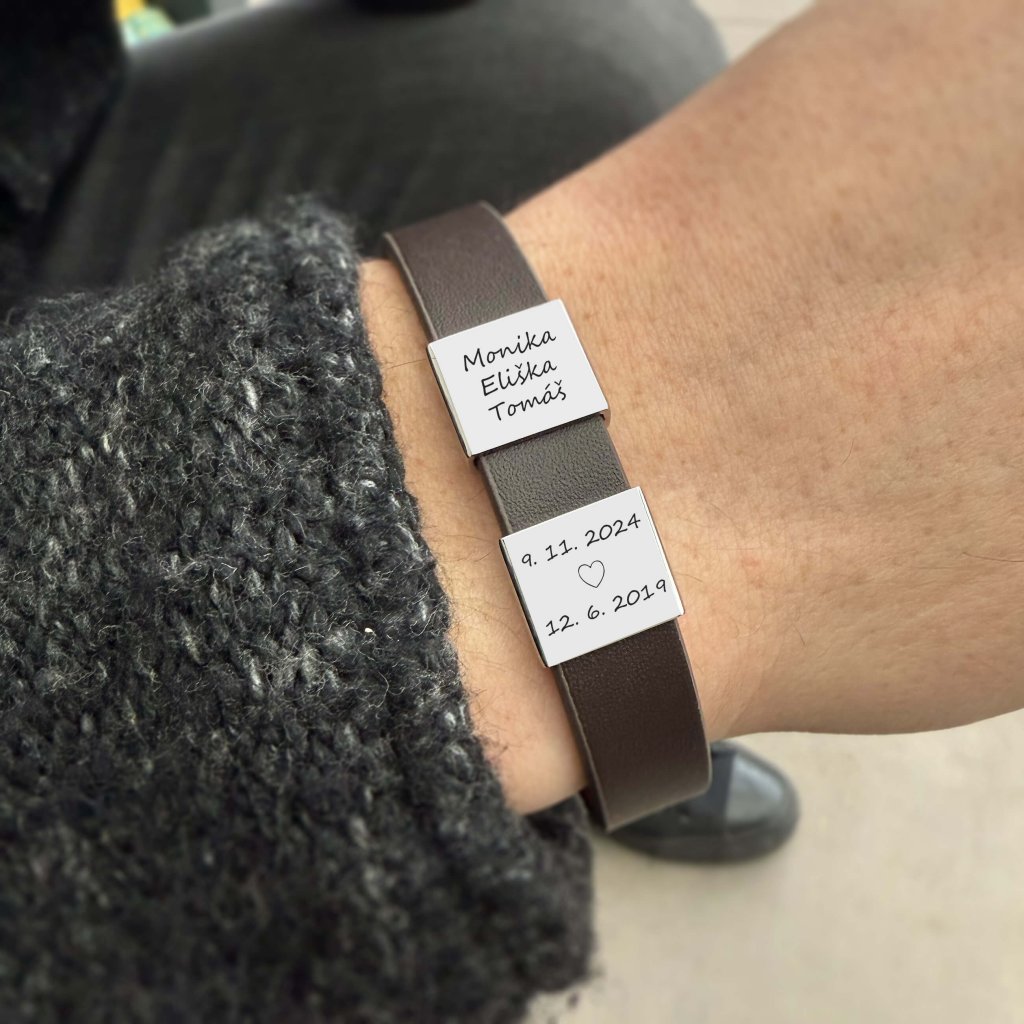 Monika
Eliška
Tomáš
9. 11. 2024
12. 6. 2019